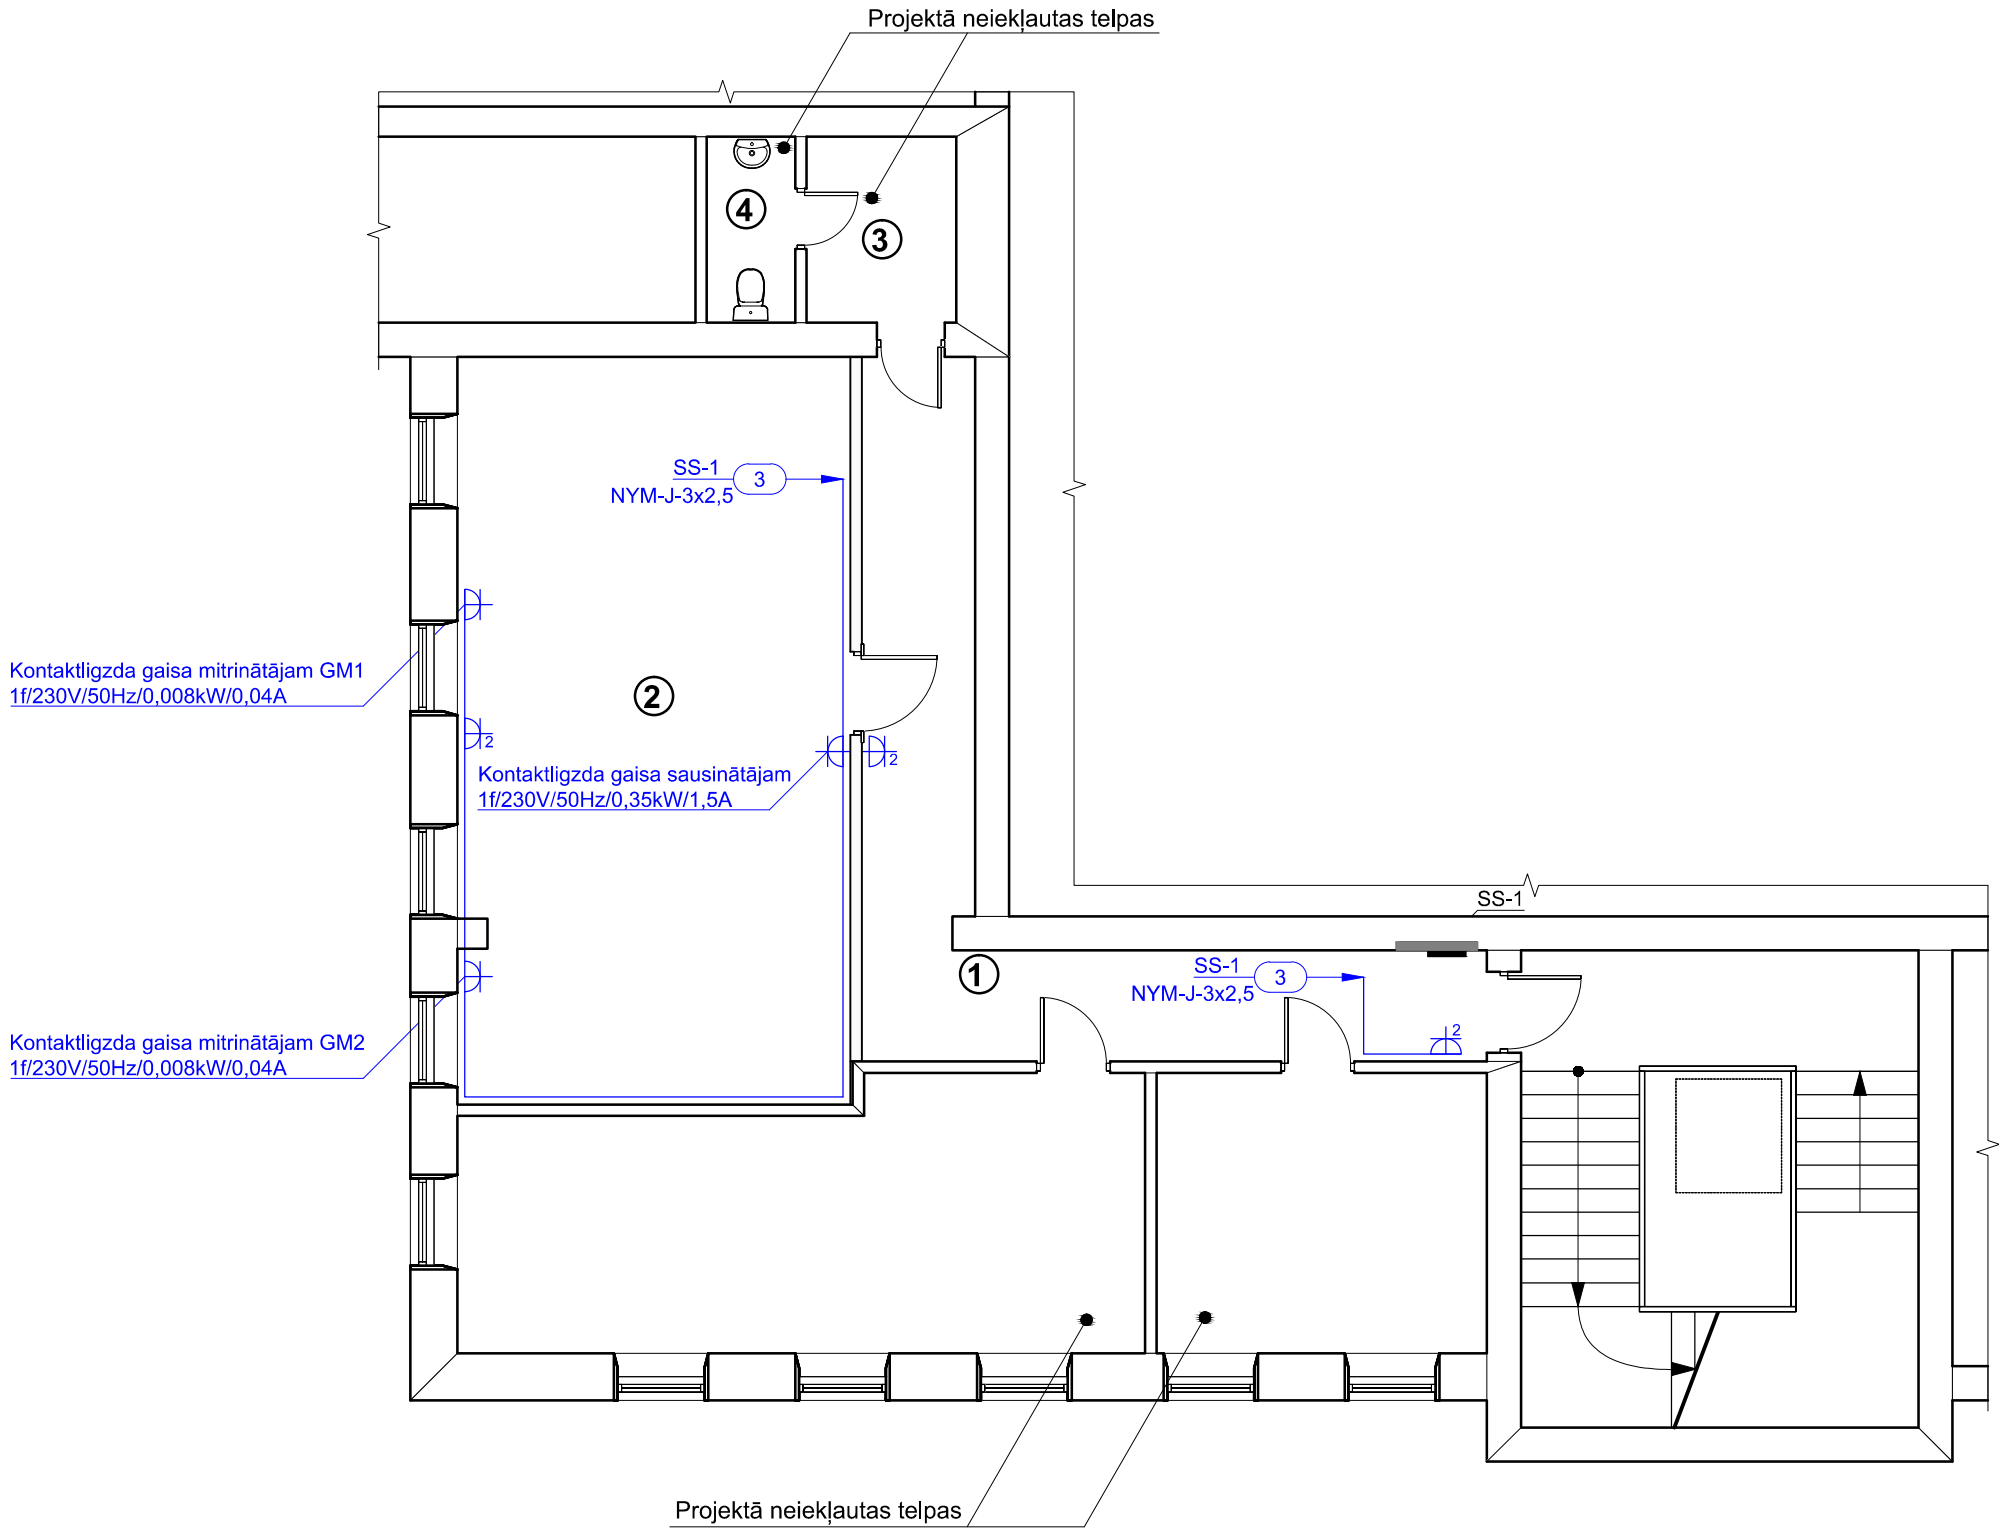 Projektā neiekļautas telpas
4
3
SS-1
3
NYM-J-3x2,5
Kontaktligzda gaisa mitrinātājam GM1
1f/230V/50Hz/0,008kW/0,04A
2
2
Kontaktligzda gaisa sausinātājam
1f/230V/50Hz/0,35kW/1,5A
2
SS-1
1
SS-1
3
NYM-J-3x2,5
2
Kontaktligzda gaisa mitrinātājam GM2
1f/230V/50Hz/0,008kW/0,04A
Projektā neiekļautas telpas